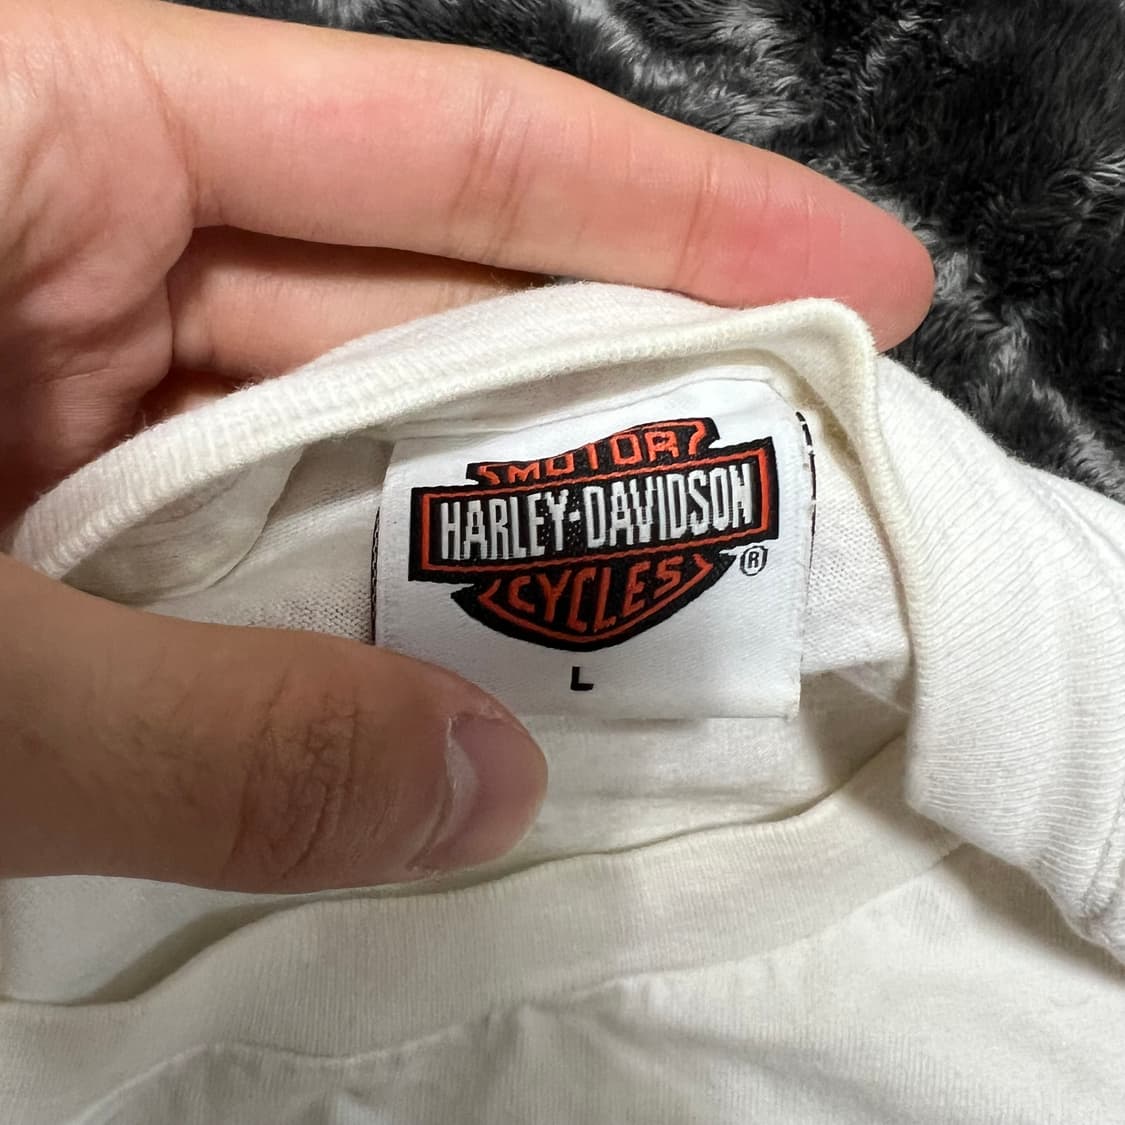 MOTOR
HARLEY-DAVIDSON
CYCLES
®
L